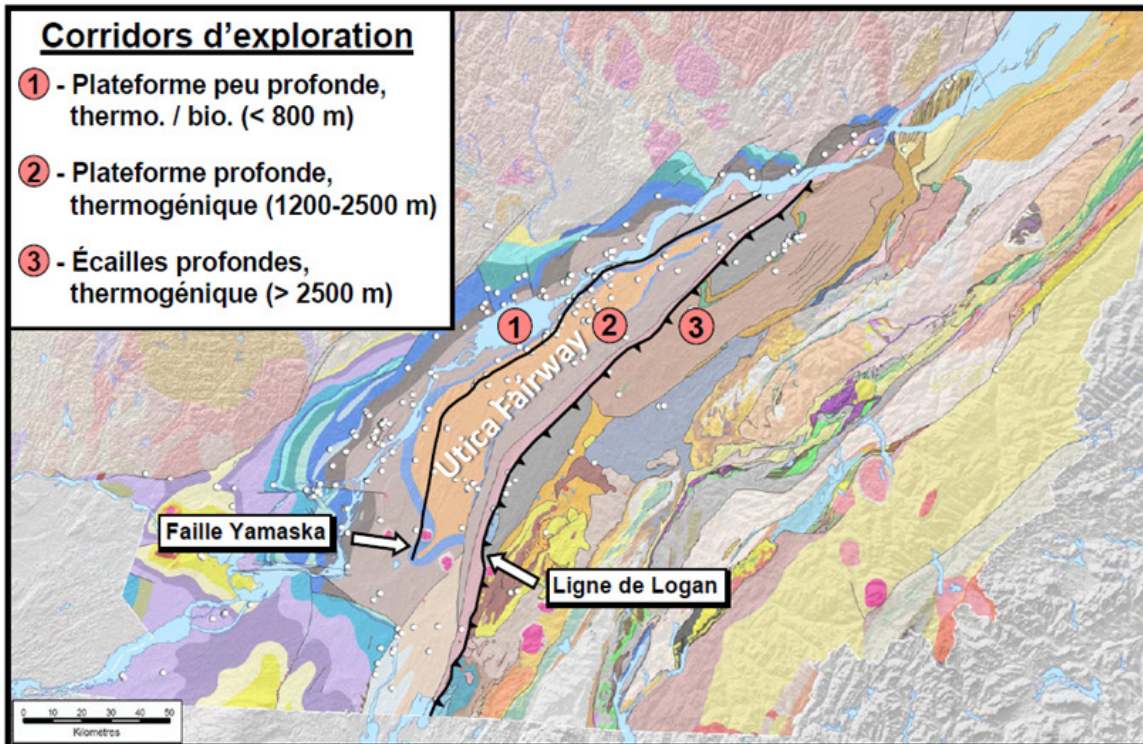 Corridors d'exploration
1 - Plateforme peu profonde,
thermo. / bio. (< 800 m)
2 - Plateforme profonde,
thermogénique (1200-2500 m)
3 - Écailles profondes,
thermogénique (> 2500 m)
1
2
3
Utica Fairway
Faille Yamaska
Ligne de Logan
0 10 20 30 40 50
Kilomètres